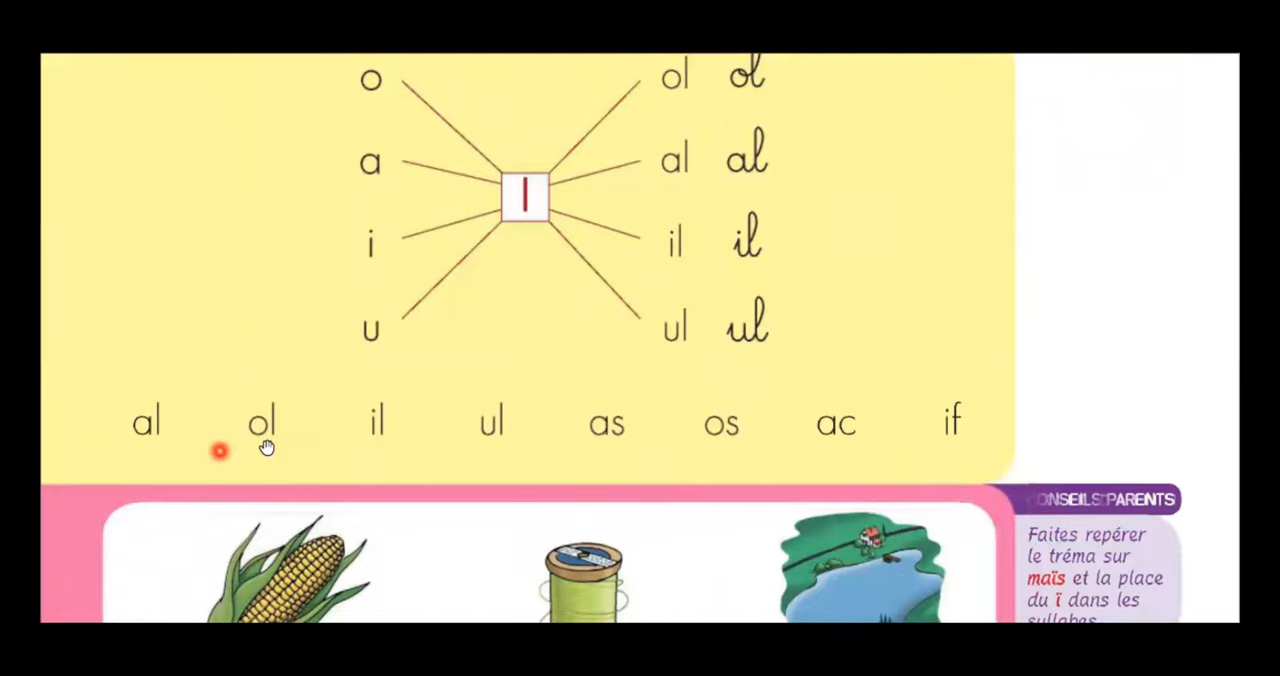 o ol ol
a al al
l
i il il
u ul ul
al ol il ul as os ac if
CONSEILS PARENTS
Faites repérer
le tréma sur
maïs et la place
du ï dans les
syllabes